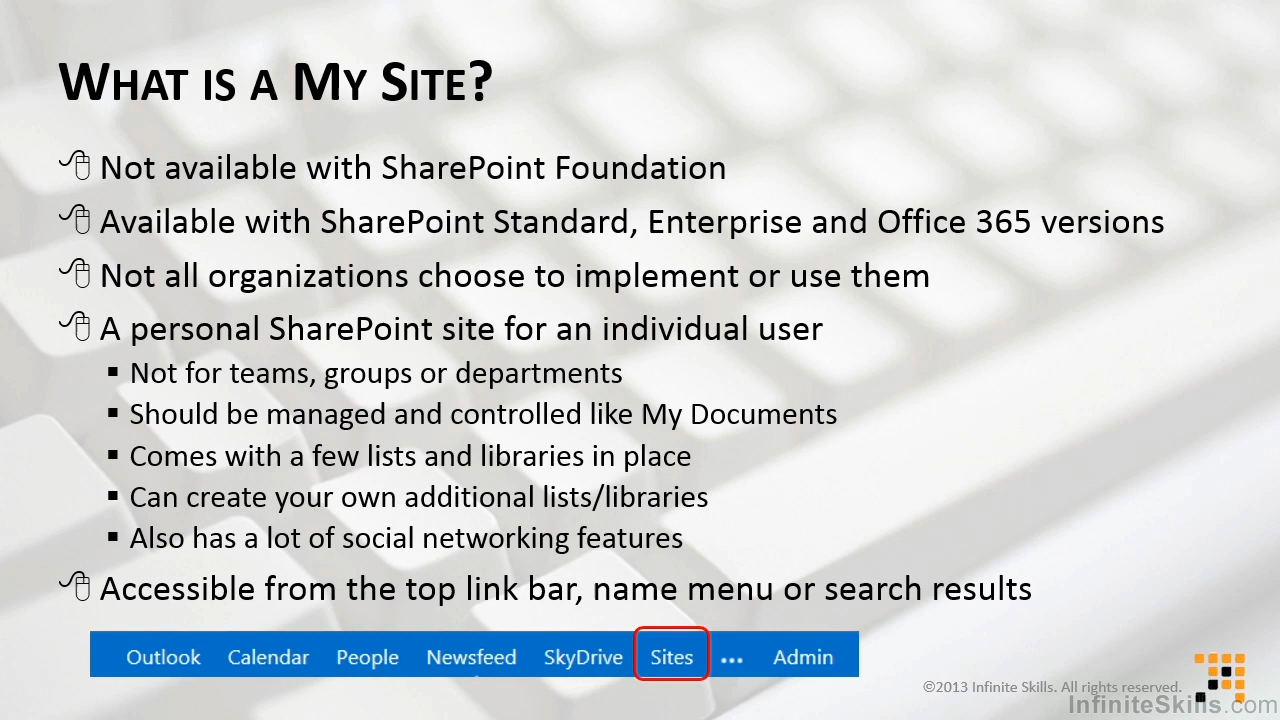 WHAT IS A MY SITE?
Not available with SharePoint Foundation
Available with SharePoint Standard, Enterprise and Office 365 versions
Not all organizations choose to implement or use them
A personal SharePoint site for an individual user
Not for teams, groups or departments
Should be managed and controlled like My Documents
Comes with a few lists and libraries in place
Can create your own additional lists/libraries
Also has a lot of social networking features
Accessible from the top link bar, name menu or search results
Outlook Calendar People Newsfeed SkyDrive Sites ... Admin
©2013 Infinite Skills. All rights reserved.
InfiniteSkills.com